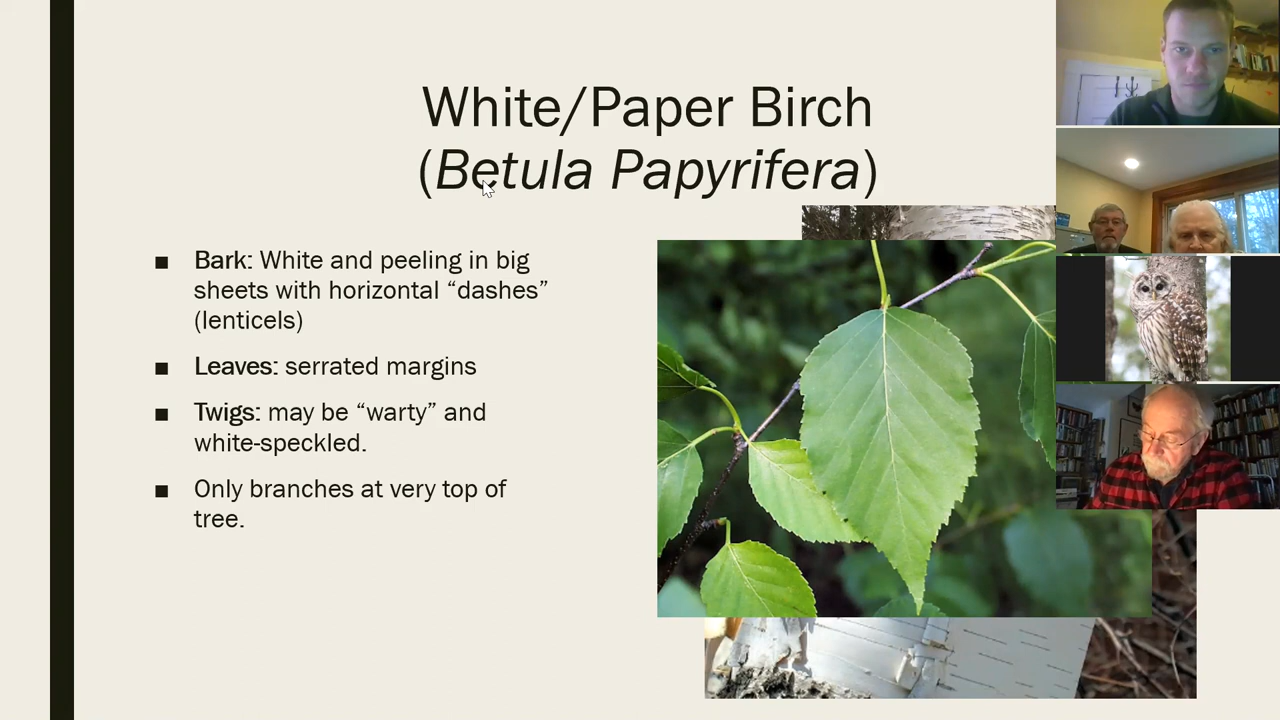 White/Paper Birch
(Betula Papyrifera)
■ Bark: White and peeling in big
sheets with horizontal “dashes”
(lenticels)
■ Leaves: serrated margins
■ Twigs: may be “warty” and
white-speckled.
■ Only branches at very top of
tree.